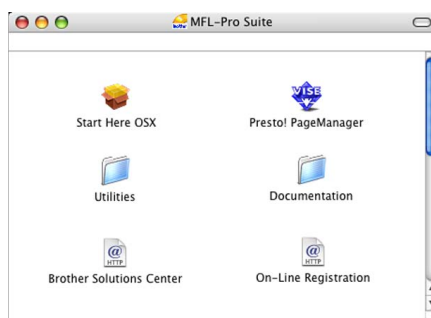 MFL-Pro Suite
Start Here OSX
Presto! PageManager
Utilities
Documentation
Brother Solutions Center
On-Line Registration